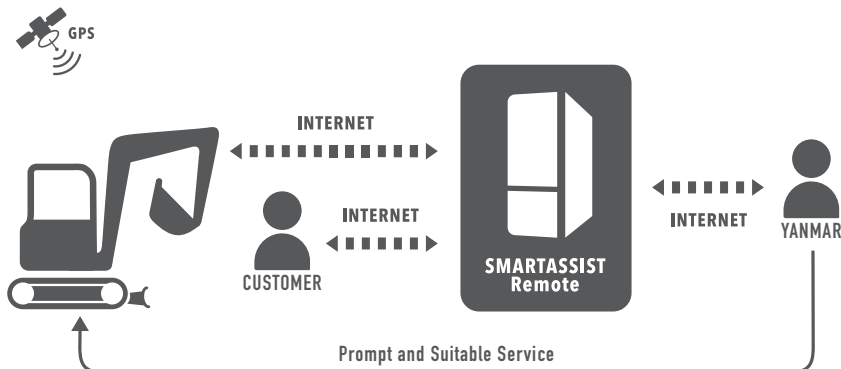 GPS
INTERNET
INTERNET
CUSTOMER
SMARTASSIST
Remote
INTERNET
YANMAR
Prompt and Suitable Service